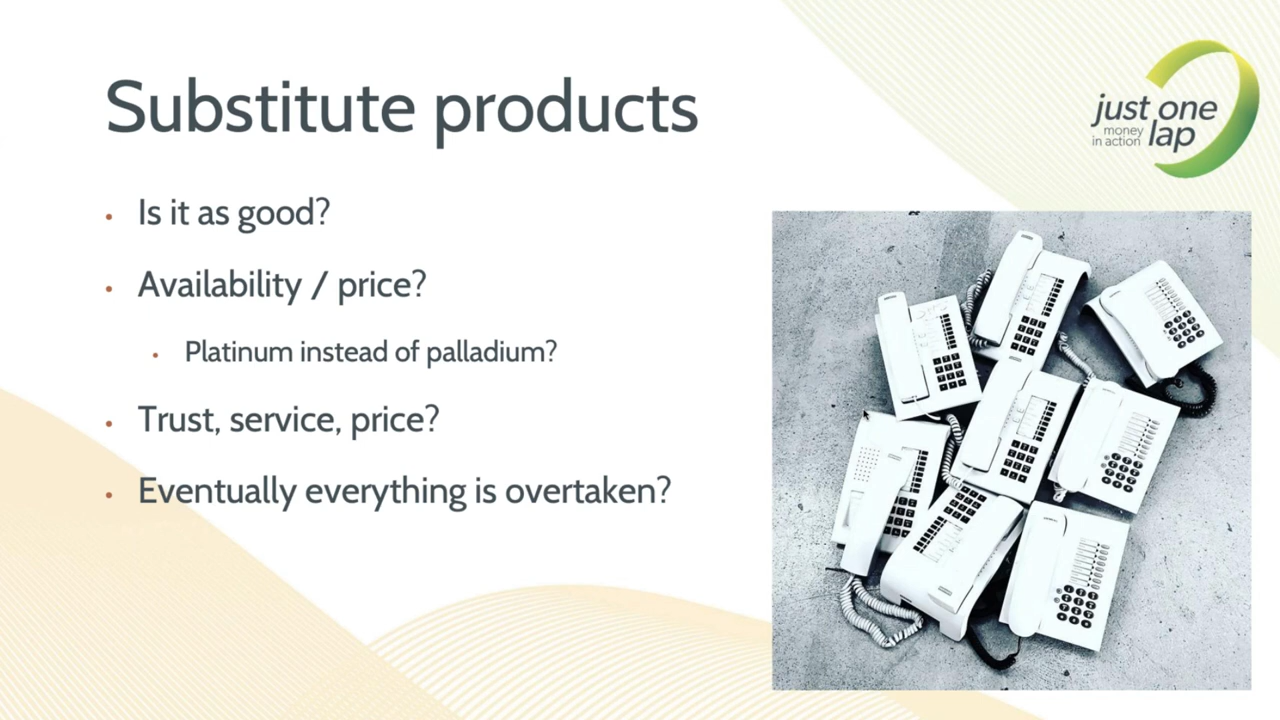 Substitute products
just one
money
in action lap
• Is it as good?
• Availability / price?
• Platinum instead of palladium?
• Trust, service, price?
• Eventually everything is overtaken?